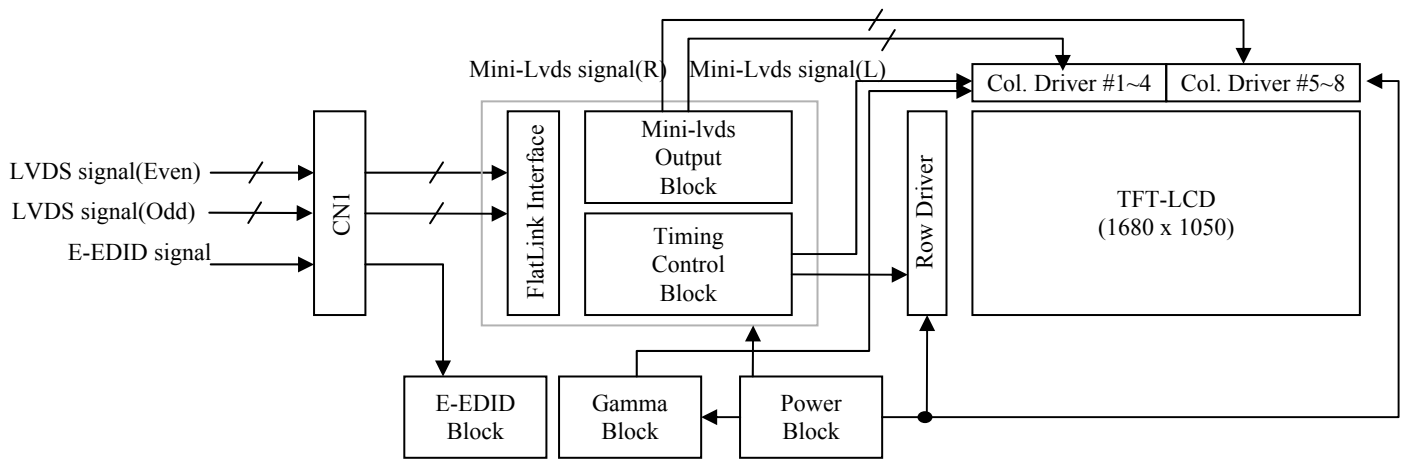 Mini-Lvds signal(R)
Mini-Lvds signal(L)
Col. Driver #1~4
Col. Driver #5~8
LVDS signal(Even)
LVDS signal(Odd)
E-EDID signal
CN1
FlatLink Interface
Mini-lvds
Output
Block
Timing
Control
Block
Row Driver
TFT-LCD
(1680 x 1050)
E-EDID
Block
Gamma
Block
Power
Block